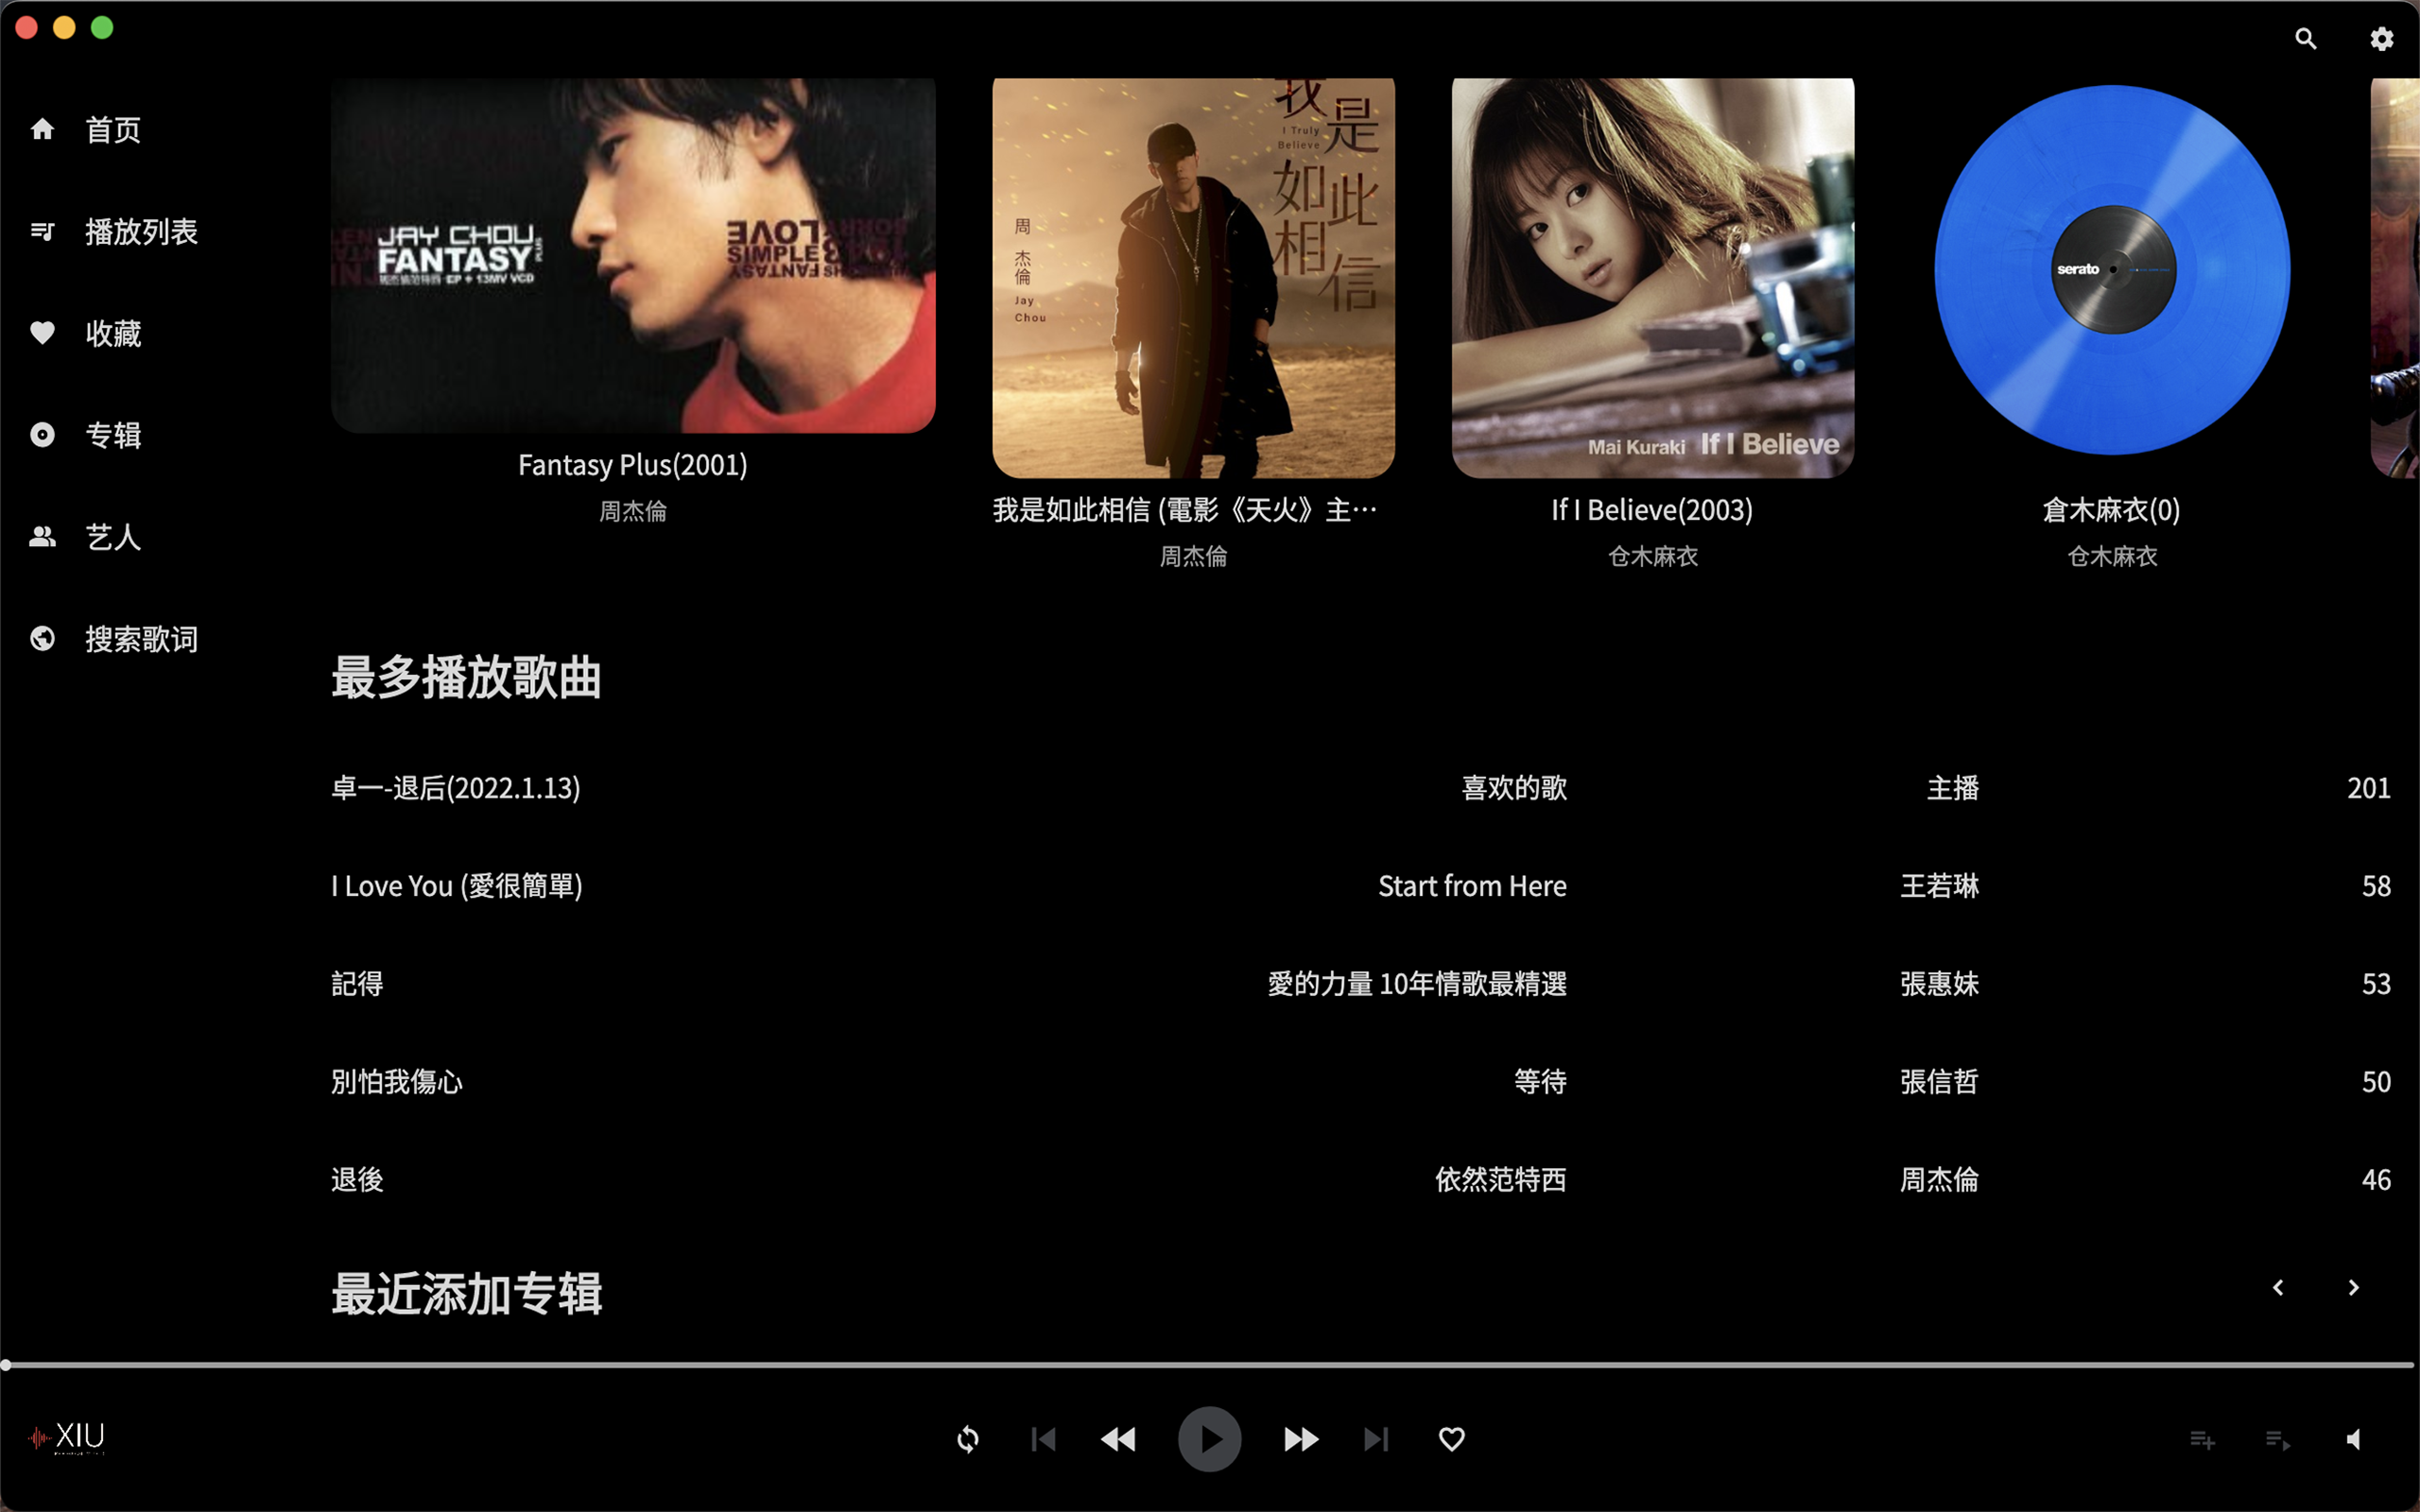 首页
播放列表
收藏
专辑
艺人
搜索歌词
JAY CHOU
FANTASY PLUS
EP + 13MV VCD
LOVE
SIMPLE
FANTASY
Fantasy Plus(2001)
周杰倫
我是如此相信
I Truly
Believe
周杰倫
Jay
Chou
我是如此相信 (電影《天火》主…
周杰倫
Mai Kuraki If I Believe
If I Believe(2003)
仓木麻衣
serato
倉木麻衣(0)
仓木麻衣
最多播放歌曲
卓一-退后(2022.1.13) 喜欢的歌 主播 201
I Love You (愛很簡單) Start from Here 王若琳 58
記得 愛的力量 10年情歌最精選 張惠妹 53
別怕我傷心 等待 張信哲 50
退後 依然范特西 周杰倫 46
最近添加专辑
XIU